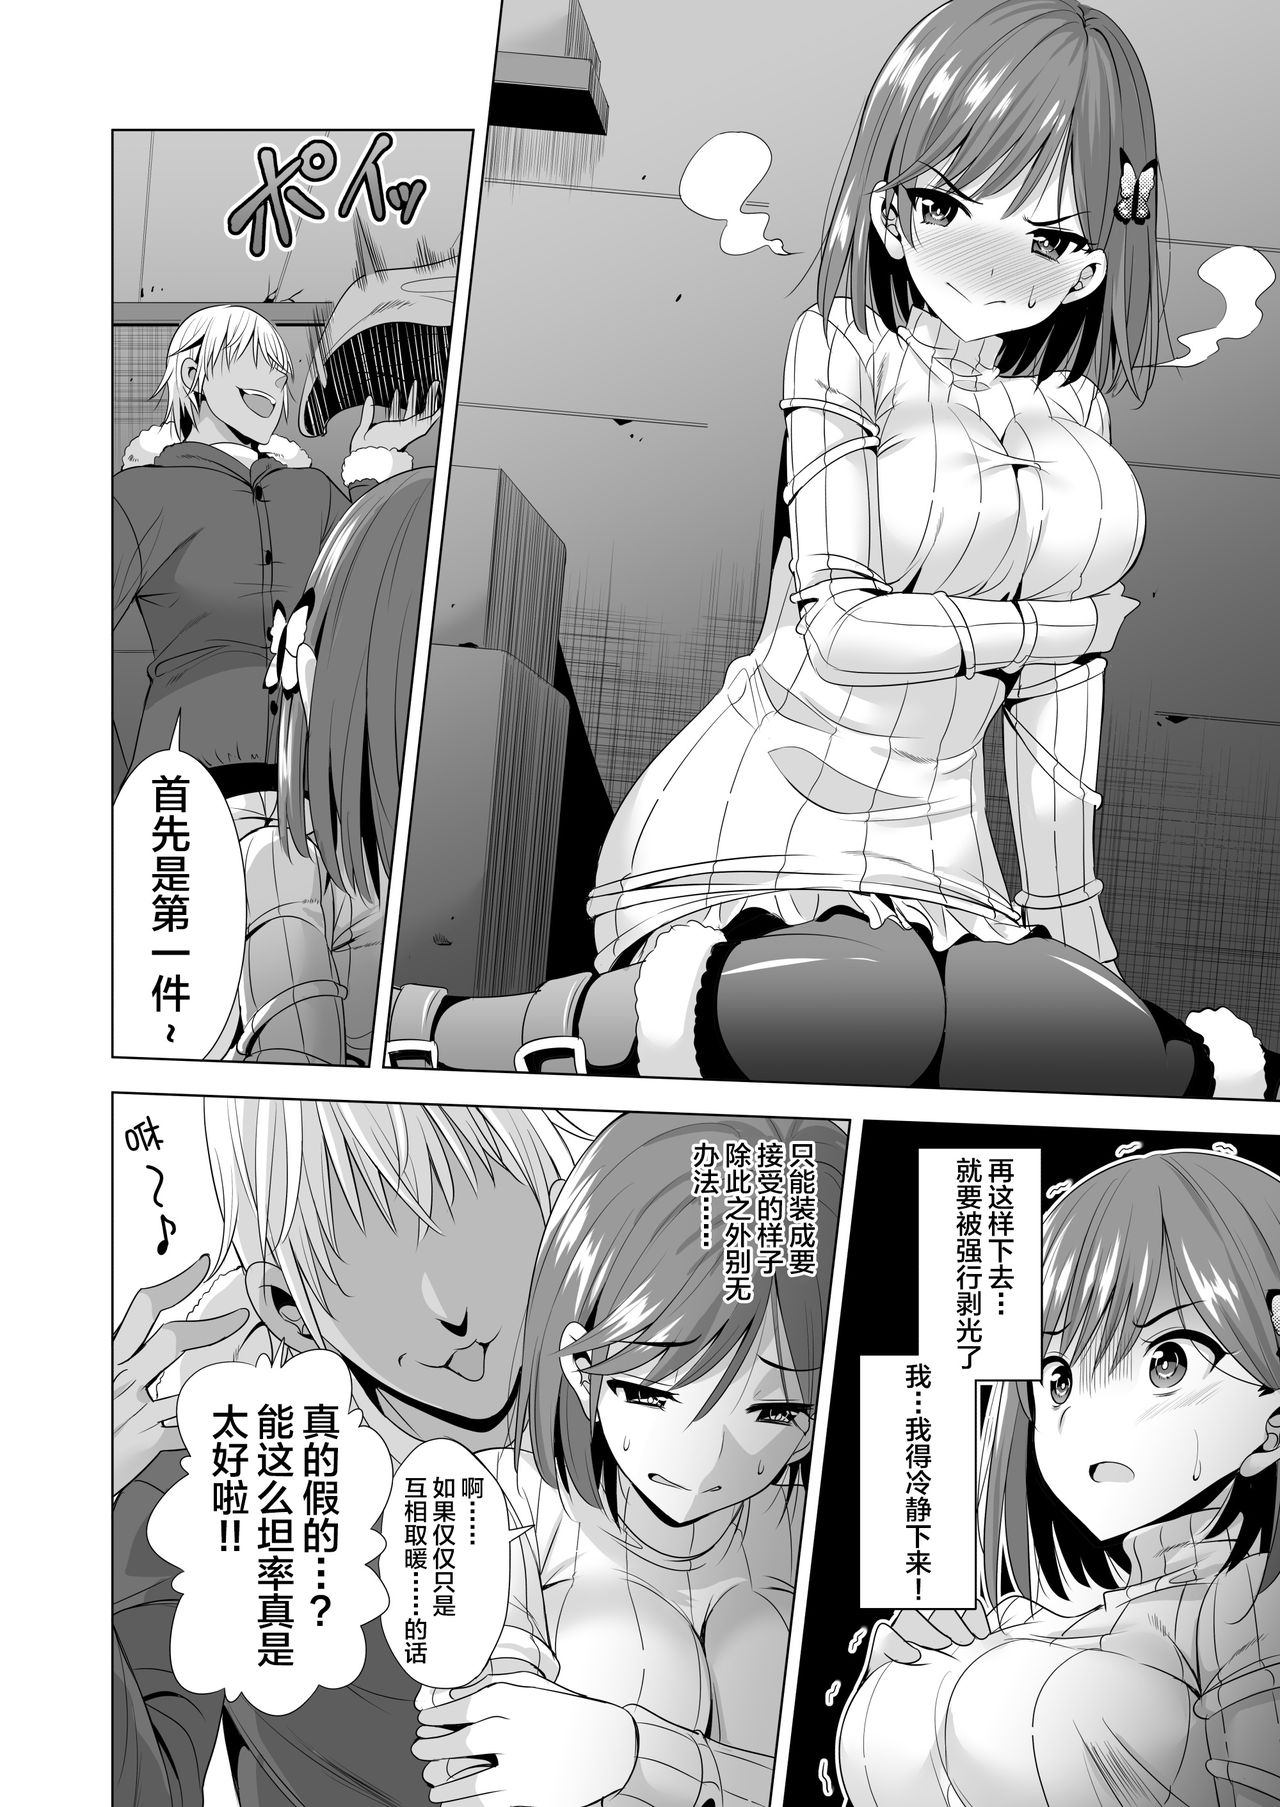 ポイッ
首先是第一件~
再这样下去…
就要被强行剥光了
我…我得冷静下来！
只能装成要
接受的样子
除此之外别无
办法……
啊……
如果仅仅只是
互相取暖……的话
真的假的…？
能这么坦率真是
太好啦!!
～♪